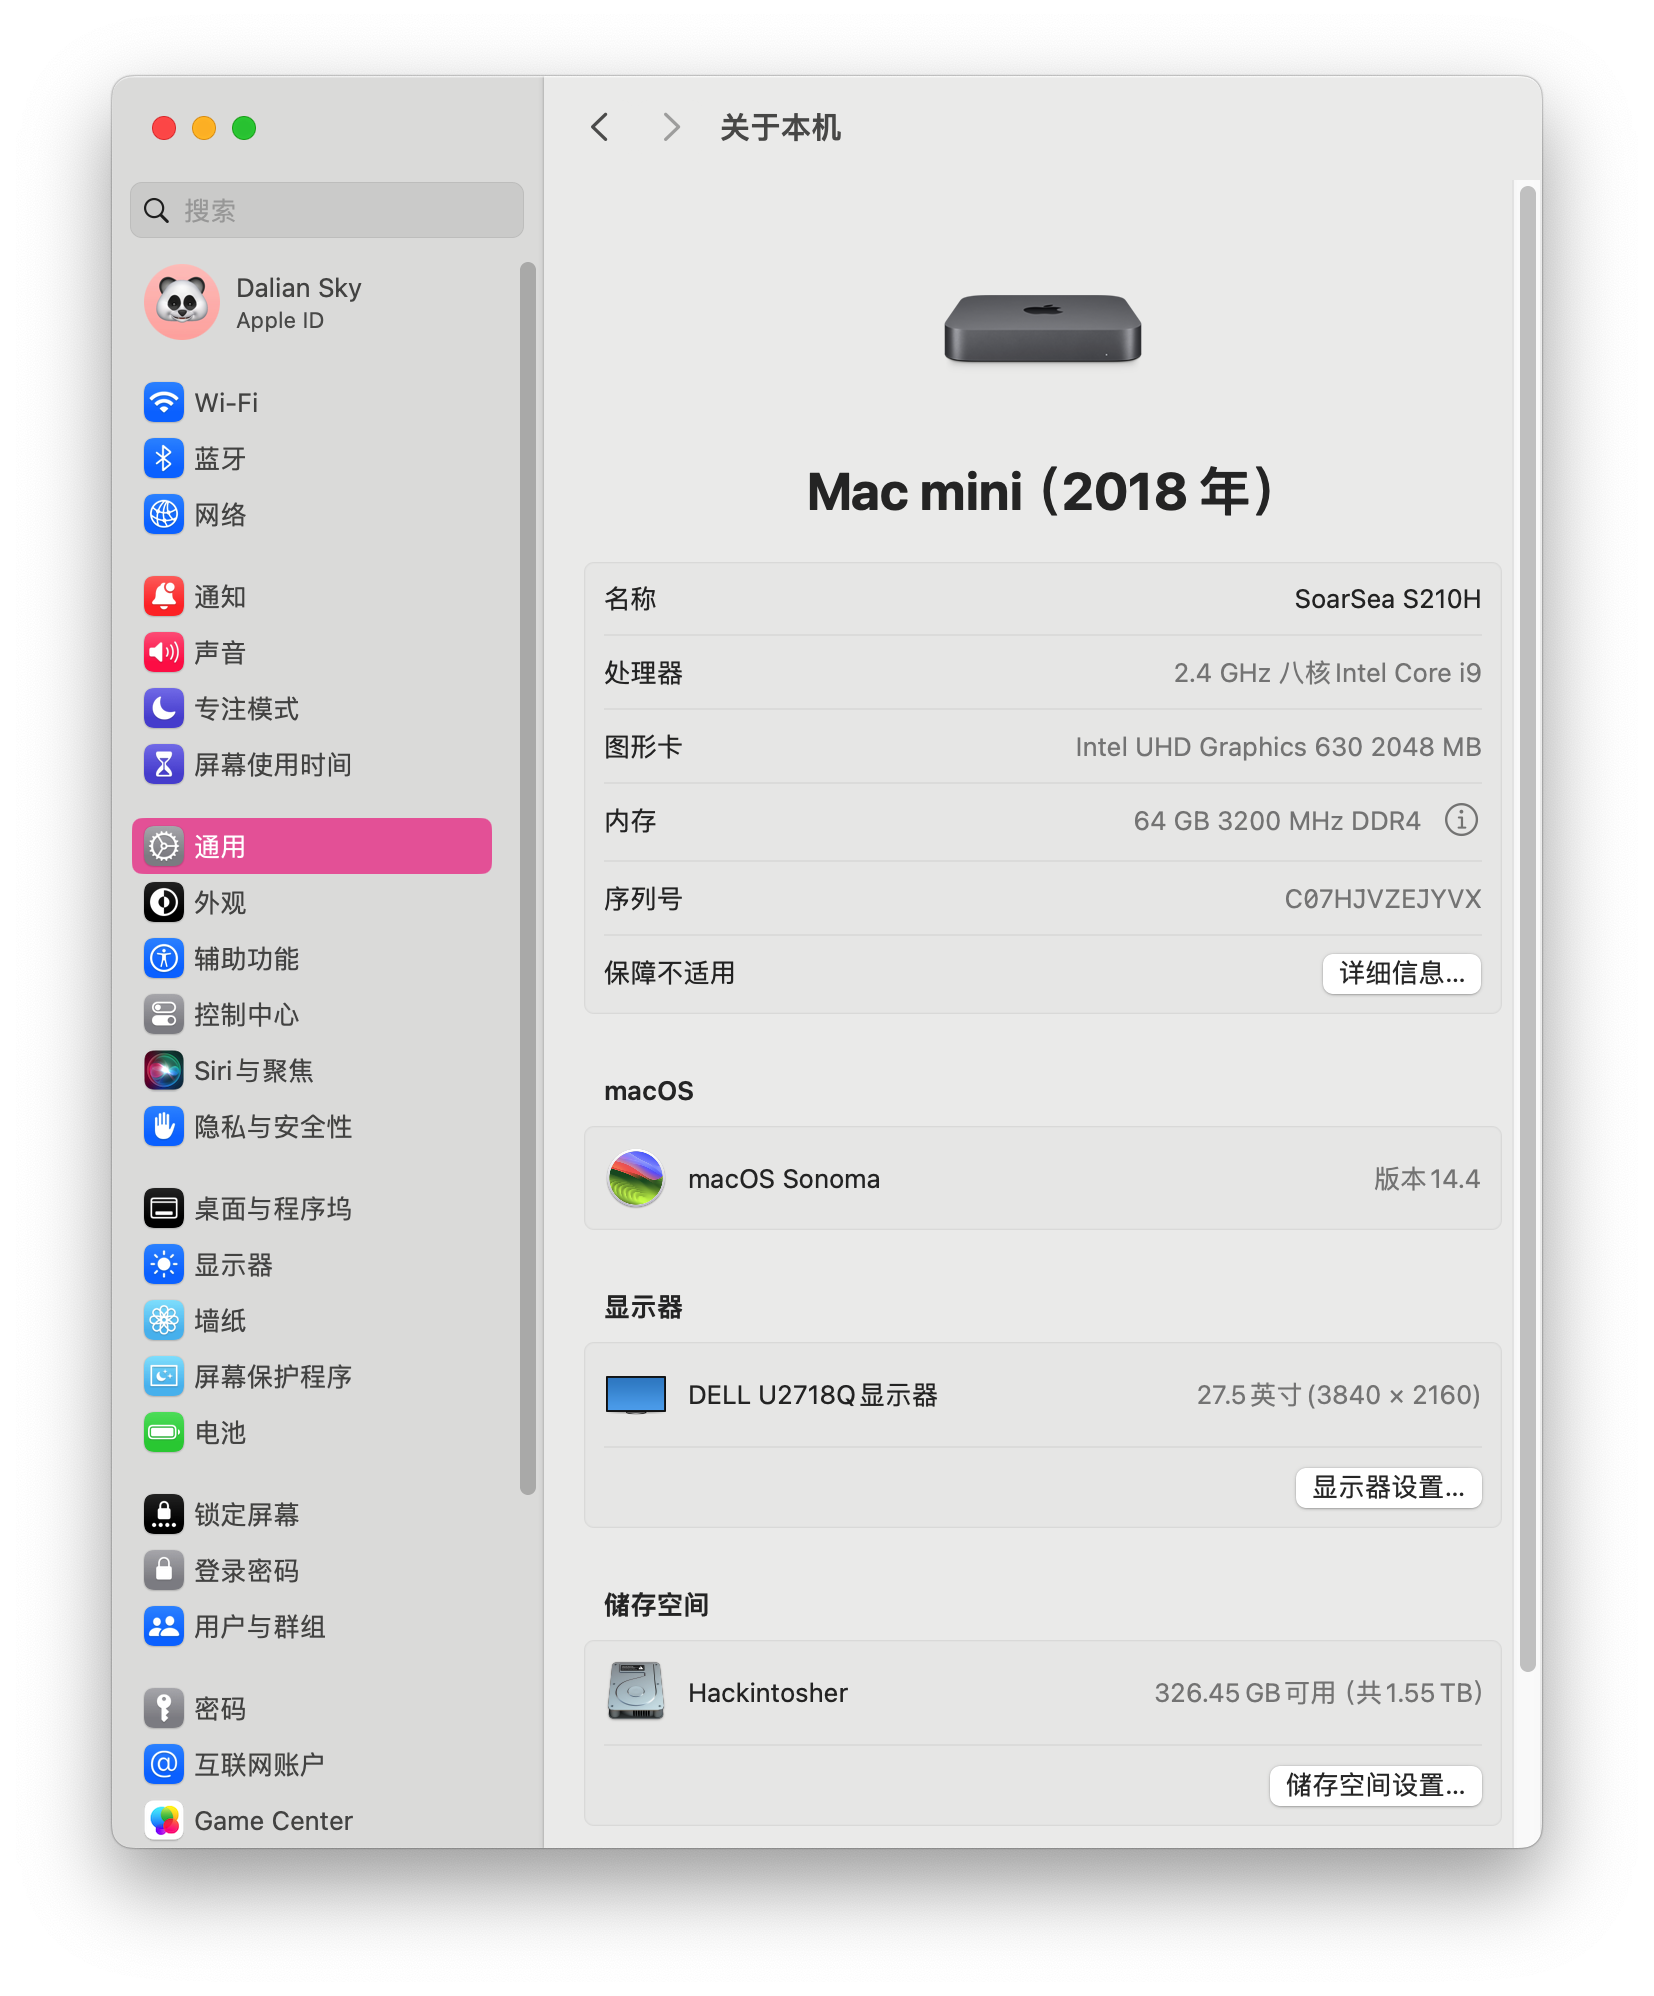 关于本机
搜索
Dalian Sky
Apple ID
Wi-Fi
蓝牙
网络
通知
声音
专注模式
屏幕使用时间
通用
外观
辅助功能
控制中心
Siri与聚焦
隐私与安全性
桌面与程序坞
显示器
墙纸
屏幕保护程序
电池
锁定屏幕
登录密码
用户与群组
密码
互联网账户
Game Center
Mac mini（2018 年）
名称 SoarSea S210H
处理器 2.4 GHz 八核Intel Core i9
图形卡 Intel UHD Graphics 630 2048 MB
内存 64 GB 3200 MHz DDR4
序列号 C07HJVZEJYVX
保障不适用 详细信息...
macOS
macOS Sonoma 版本14.4
显示器
DELL U2718Q显示器 27.5英寸 (3840 × 2160)
显示器设置...
储存空间
Hackintosher 326.45 GB可用（共1.55 TB）
储存空间设置...